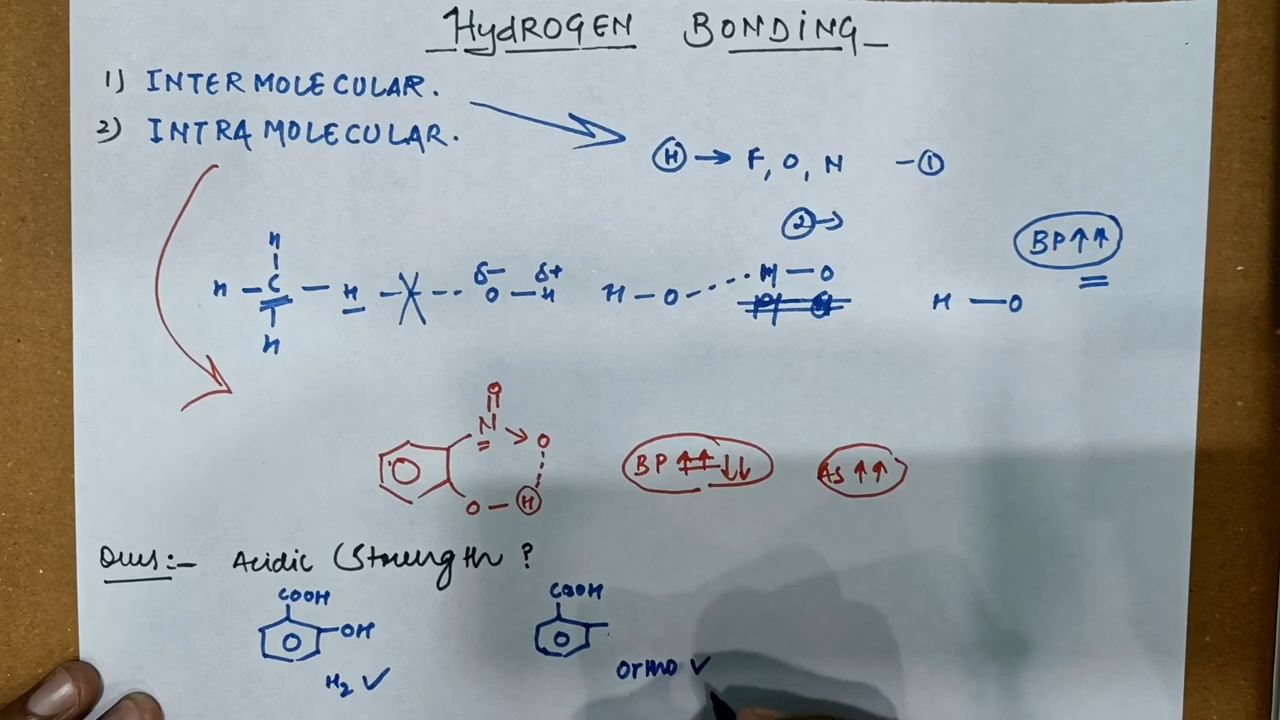 HydROGEN BONDING
1) INTERMOLECULAR.
2) INTRAMOLECULAR.
H → F, O, N - 1
2 →
BP ↑↑
H
H - C - H - - - O - H
δ- δ+
H
H - O - - - H - O
H - O
O
N → O
O - H
BP ↑↑ ↓↓
AS ↑↑
Ques:- Acidic Strength ?
COOH
OH
H2 ✓
COOH
Ortho ✓